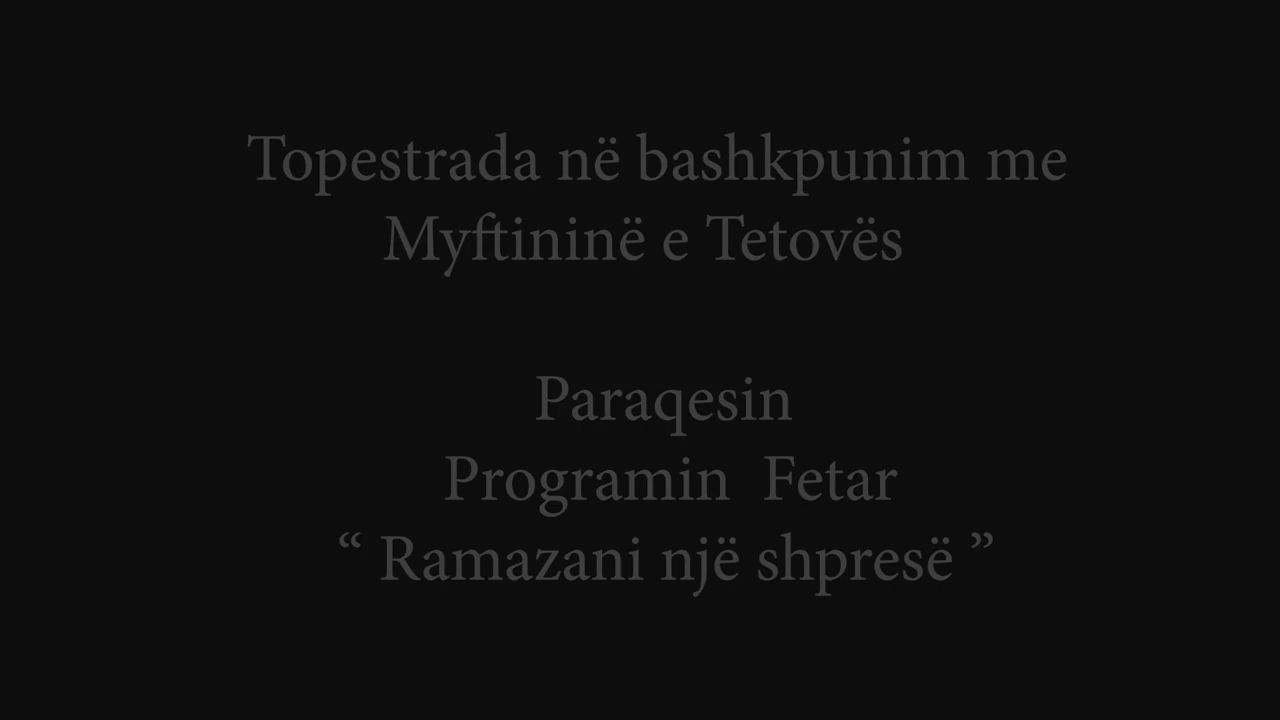 Topestrada në bashkpunim me
Myftininë e Tetovës
Paraqesin
Programin Fetar
“ Ramazani një shpresë ”